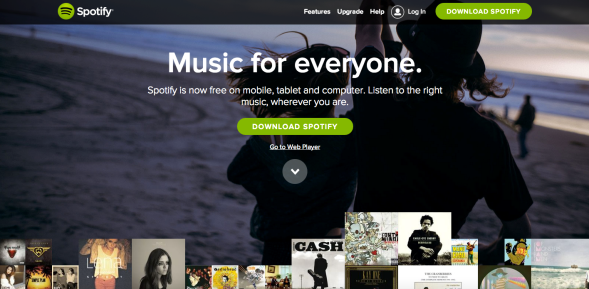 Spotify
Features Upgrade Help Log In DOWNLOAD SPOTIFY
Music for everyone.
Spotify is now free on mobile, tablet and computer. Listen to the right
music, wherever you are.
DOWNLOAD SPOTIFY
Go to Web Player
CASH
radiohead